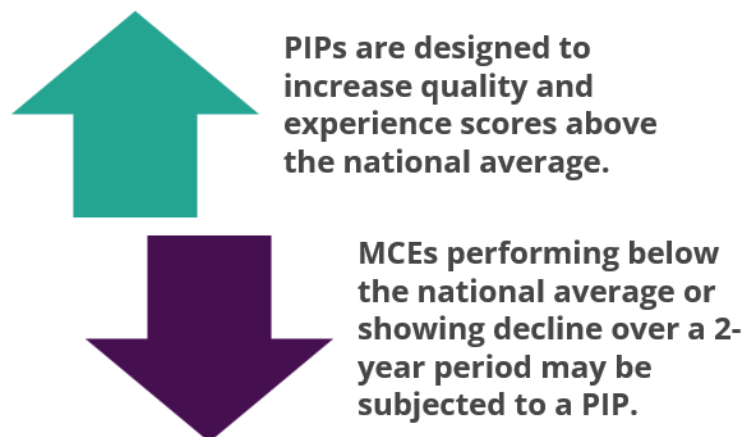 PIPs are designed to
increase quality and
experience scores above
the national average.
MCEs performing below
the national average or
showing decline over a 2-
year period may be
subjected to a PIP.